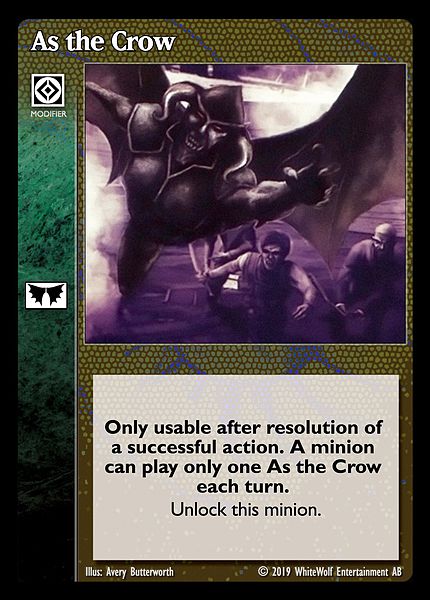 As the Crow
MODIFIER
Only usable after resolution of
a successful action. A minion
can play only one As the Crow
each turn.
Unlock this minion.
Illus: Avery Butterworth © 2019 WhiteWolf Entertainment AB